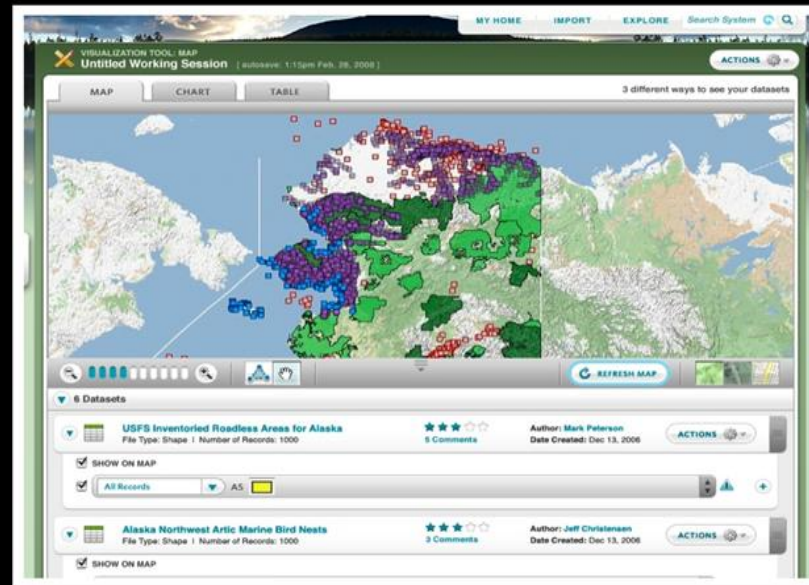 MY HOME IMPORT EXPLORE Search System
VISUALIZATION TOOL: MAP
Untitled Working Session [ autosave: 1:15pm Feb. 28, 2008 ]
ACTIONS
MAP CHART TABLE
3 different ways to see your datasets
REFRESH MAP
6 Datasets
USFS Inventoried Roadless Areas for Alaska
File Type: Shape | Number of Records: 1000
5 Comments
Author: Mark Peterson
Date Created: Dec 13, 2006
ACTIONS
SHOW ON MAP
All Records AS
Alaska Northwest Artic Marine Bird Nests
File Type: Shape | Number of Records: 1000
3 Comments
Author: Jeff Christensen
Date Created: Dec 13, 2006
ACTIONS
SHOW ON MAP